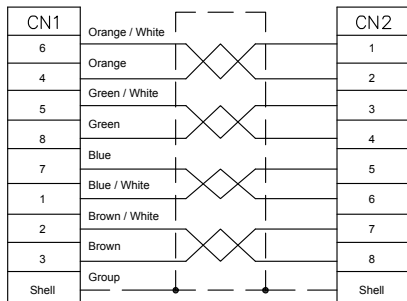 CN1
CN2
Orange / White
6
1
Orange
4
2
Green / White
5
3
Green
8
4
Blue
7
5
Blue / White
1
6
Brown / White
2
7
Brown
3
8
Group
Shell
Shell